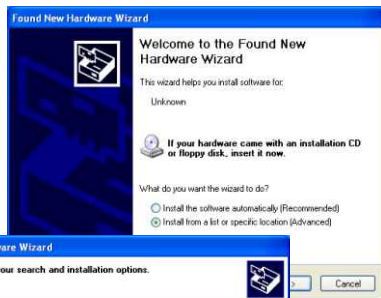 Found New Hardware Wizard
Welcome to the Found New
Hardware Wizard
This wizard helps you install software for:
Unknown
If your hardware came with an installation CD
or floppy disk, insert it now.
What do you want the wizard to do?
Install the software automatically (Recommended)
Install from a list or specific location (Advanced)
are Wizard
our search and installation options.
>
Cancel